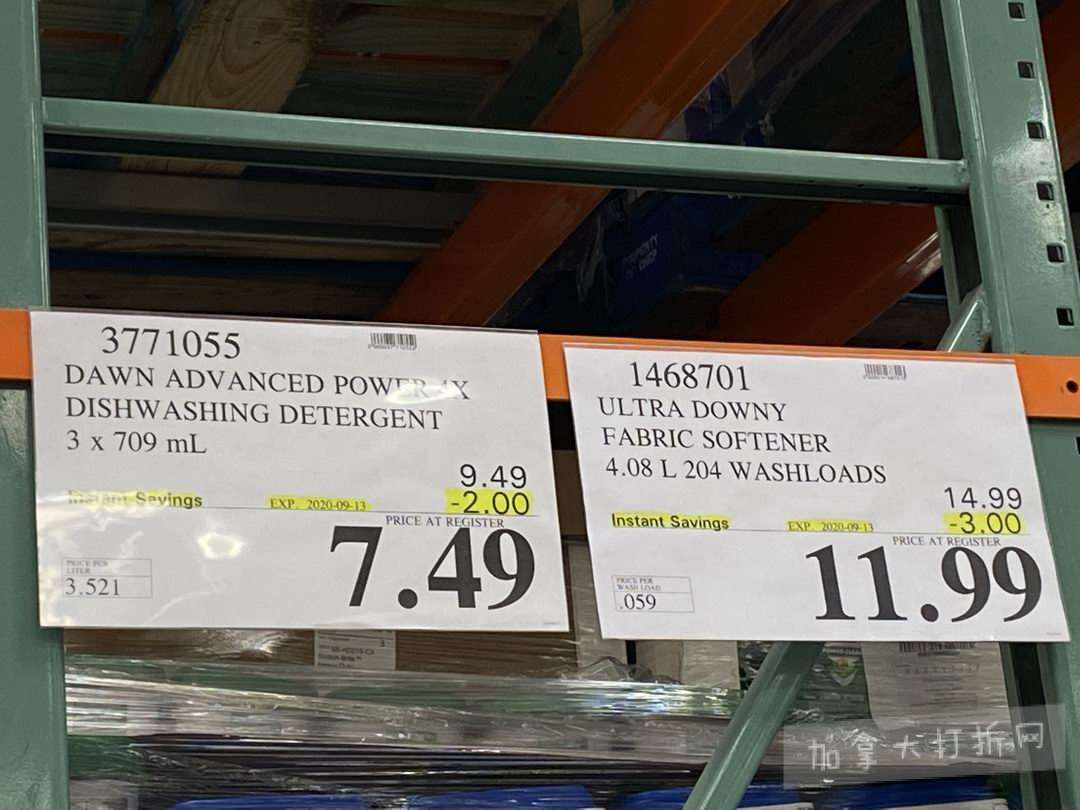 3771055
DAWN ADVANCED POWER 4X
DISHWASHING DETERGENT
3 x 709 mL
9.49
Instant Savings EXP. 2020-09-13 -2.00
PRICE AT REGISTER
7.49
PRICE PER
LITER
3.521
1468701
ULTRA DOWNY
FABRIC SOFTENER
4.08 L 204 WASHLOADS
14.99
Instant Savings EXP. 2020-09-13 -3.00
PRICE AT REGISTER
11.99
PRICE PER
WASH LOAD
.059
加拿大打折网